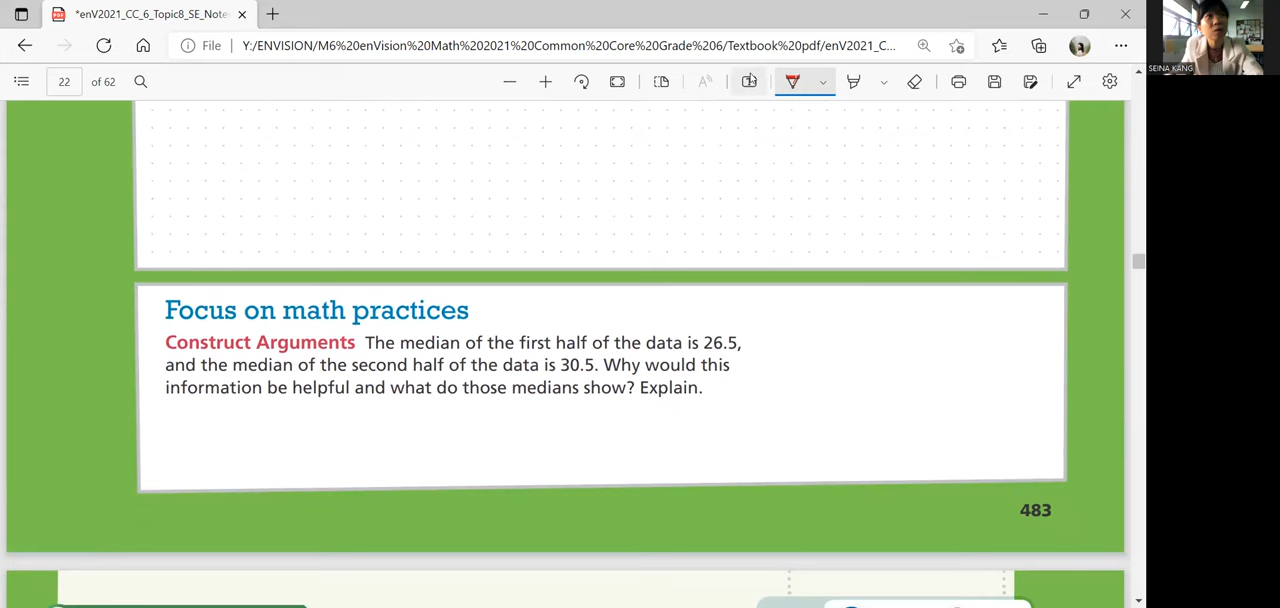 *enV2021_CC_6_Topic8_SE_Note
File
Y:/ENVISION/M6%20enVision%20Math%202021%20Common%20Core%20Grade%206/Textbook%20pdf/enV2021_C...
22 of 62
SEINA KANG
Focus on math practices
Construct Arguments The median of the first half of the data is 26.5,
and the median of the second half of the data is 30.5. Why would this
information be helpful and what do those medians show? Explain.
483